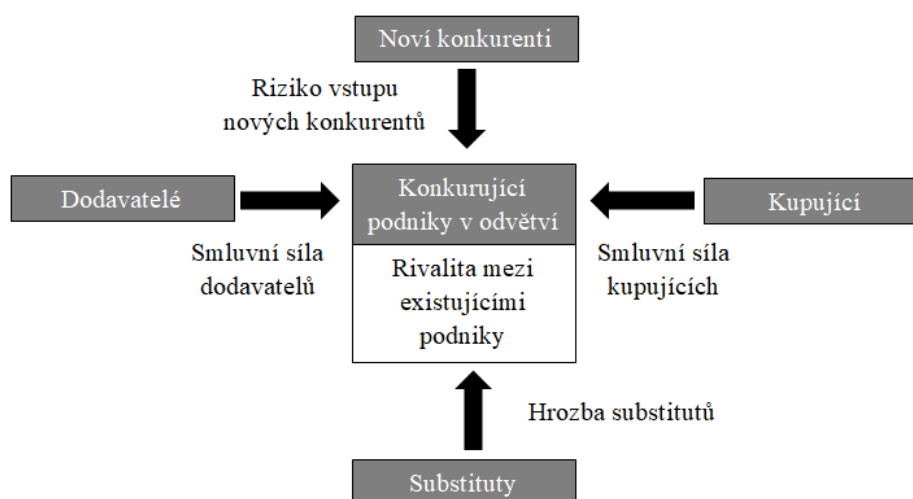 Noví konkurenti
Riziko vstupu
nových konkurentů
Dodavatelé
Konkurující
podniky v odvětví
Kupující
Smluvní síla
dodavatelů
Rivalita mezi
existujícími
podniky
Smluvní síla
kupujících
Hrozba substitutů
Substituty